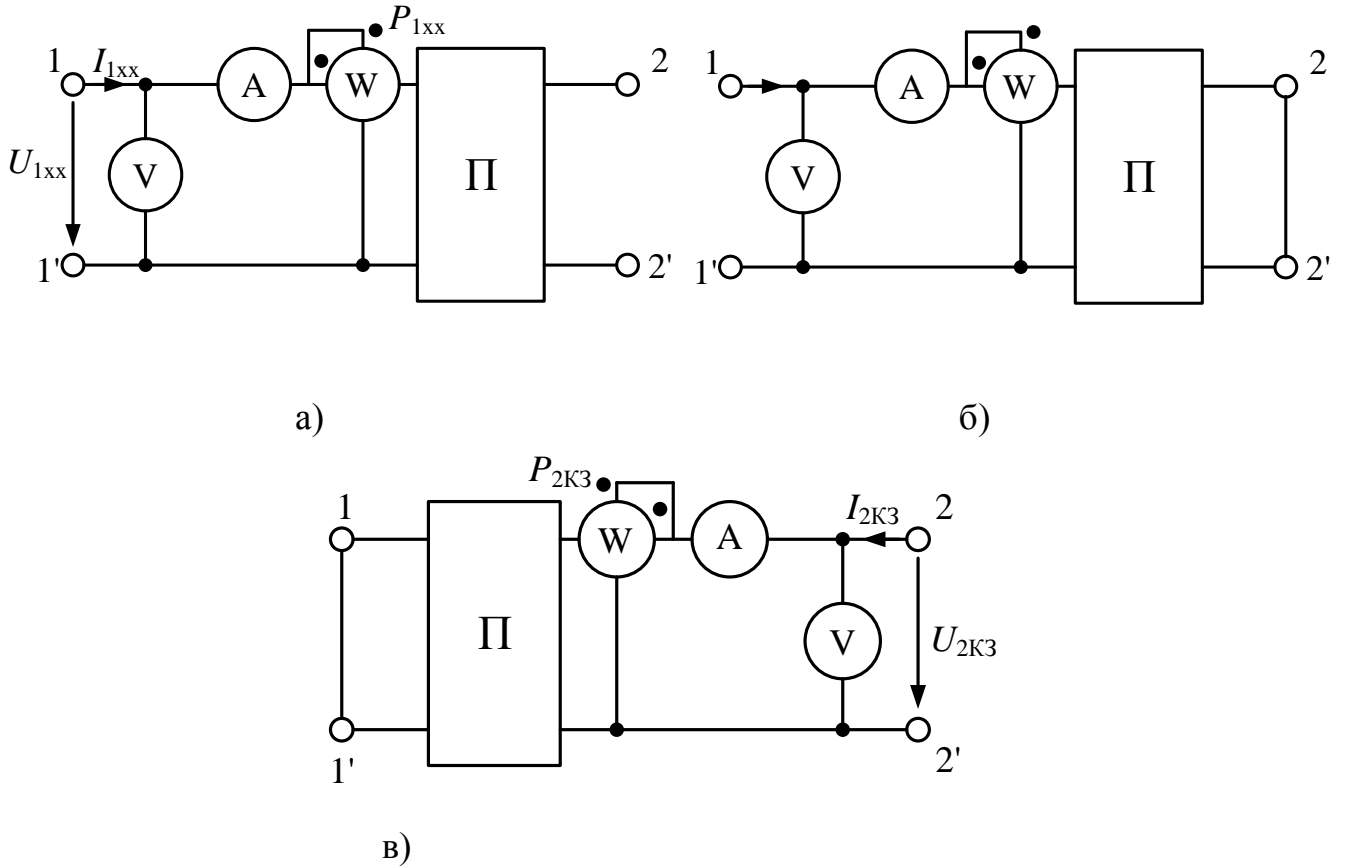 P1хх
1 I1хх A W 2
U1хх V П
1' 2'
1 A W 2
V П
1' 2'
а) б)
P2КЗ
1 W A I2КЗ 2
П V U2КЗ
1' 2'
в)